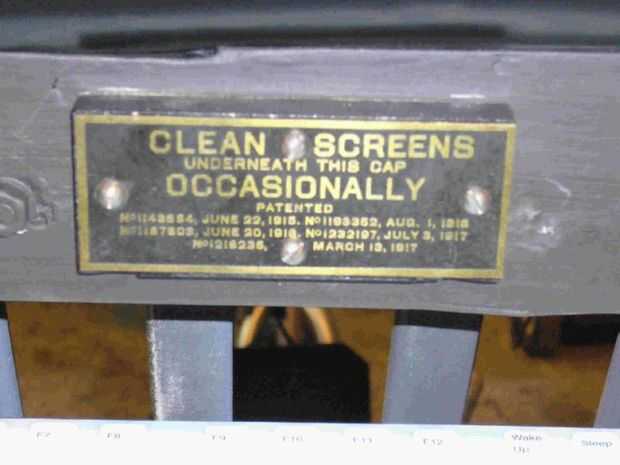 CLEAN SCREENS
UNDERNEATH THIS CAP
OCCASIONALLY
PATENTED
JUNE 22, 1915. AUG. 1, 1916
JUNE 20, 1916. No1232197, JULY 3, 1917
MARCH 13, 1917
F7 F8 F9 F10 F11 F12 Wake Sleep
Up